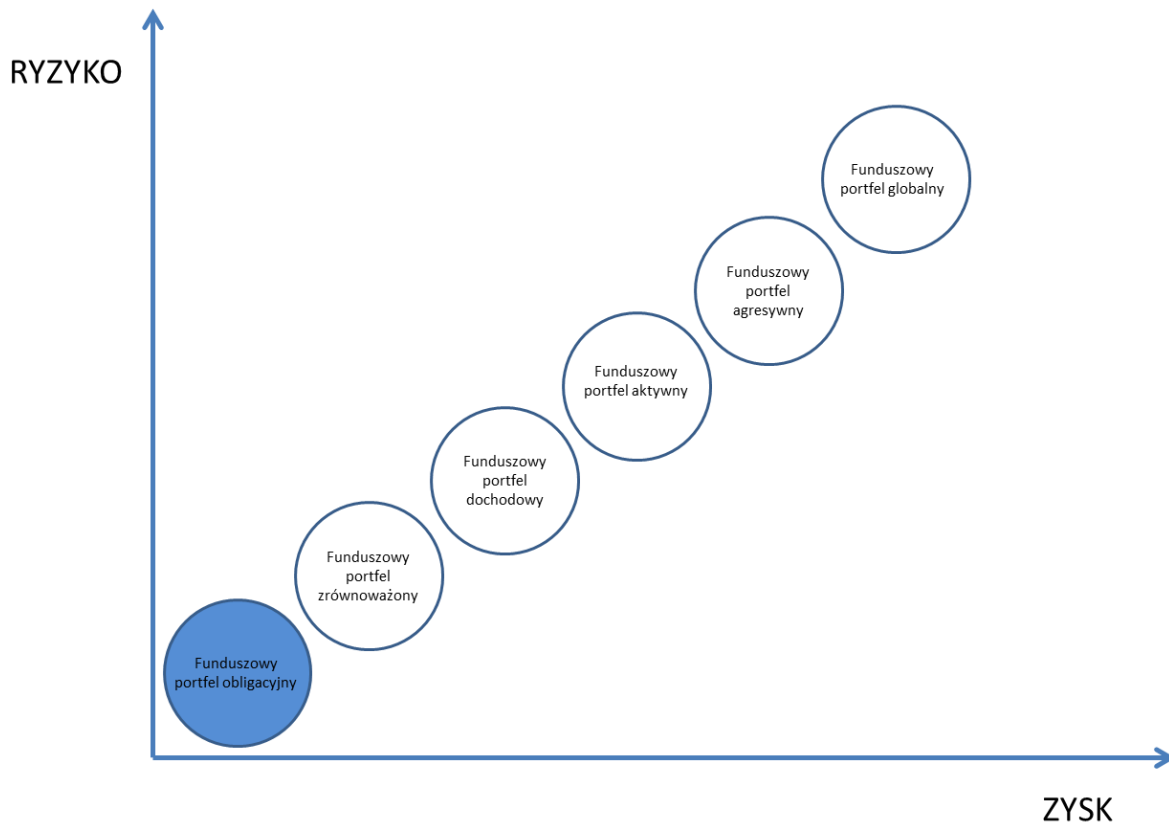 RYZYKO
Funduszowy
portfel globalny
Funduszowy
portfel
agresywny
Funduszowy
portfel aktywny
Funduszowy
portfel
dochodowy
Funduszowy
portfel
zrównoważony
Funduszowy
portfel obligacyjny
ZYSK